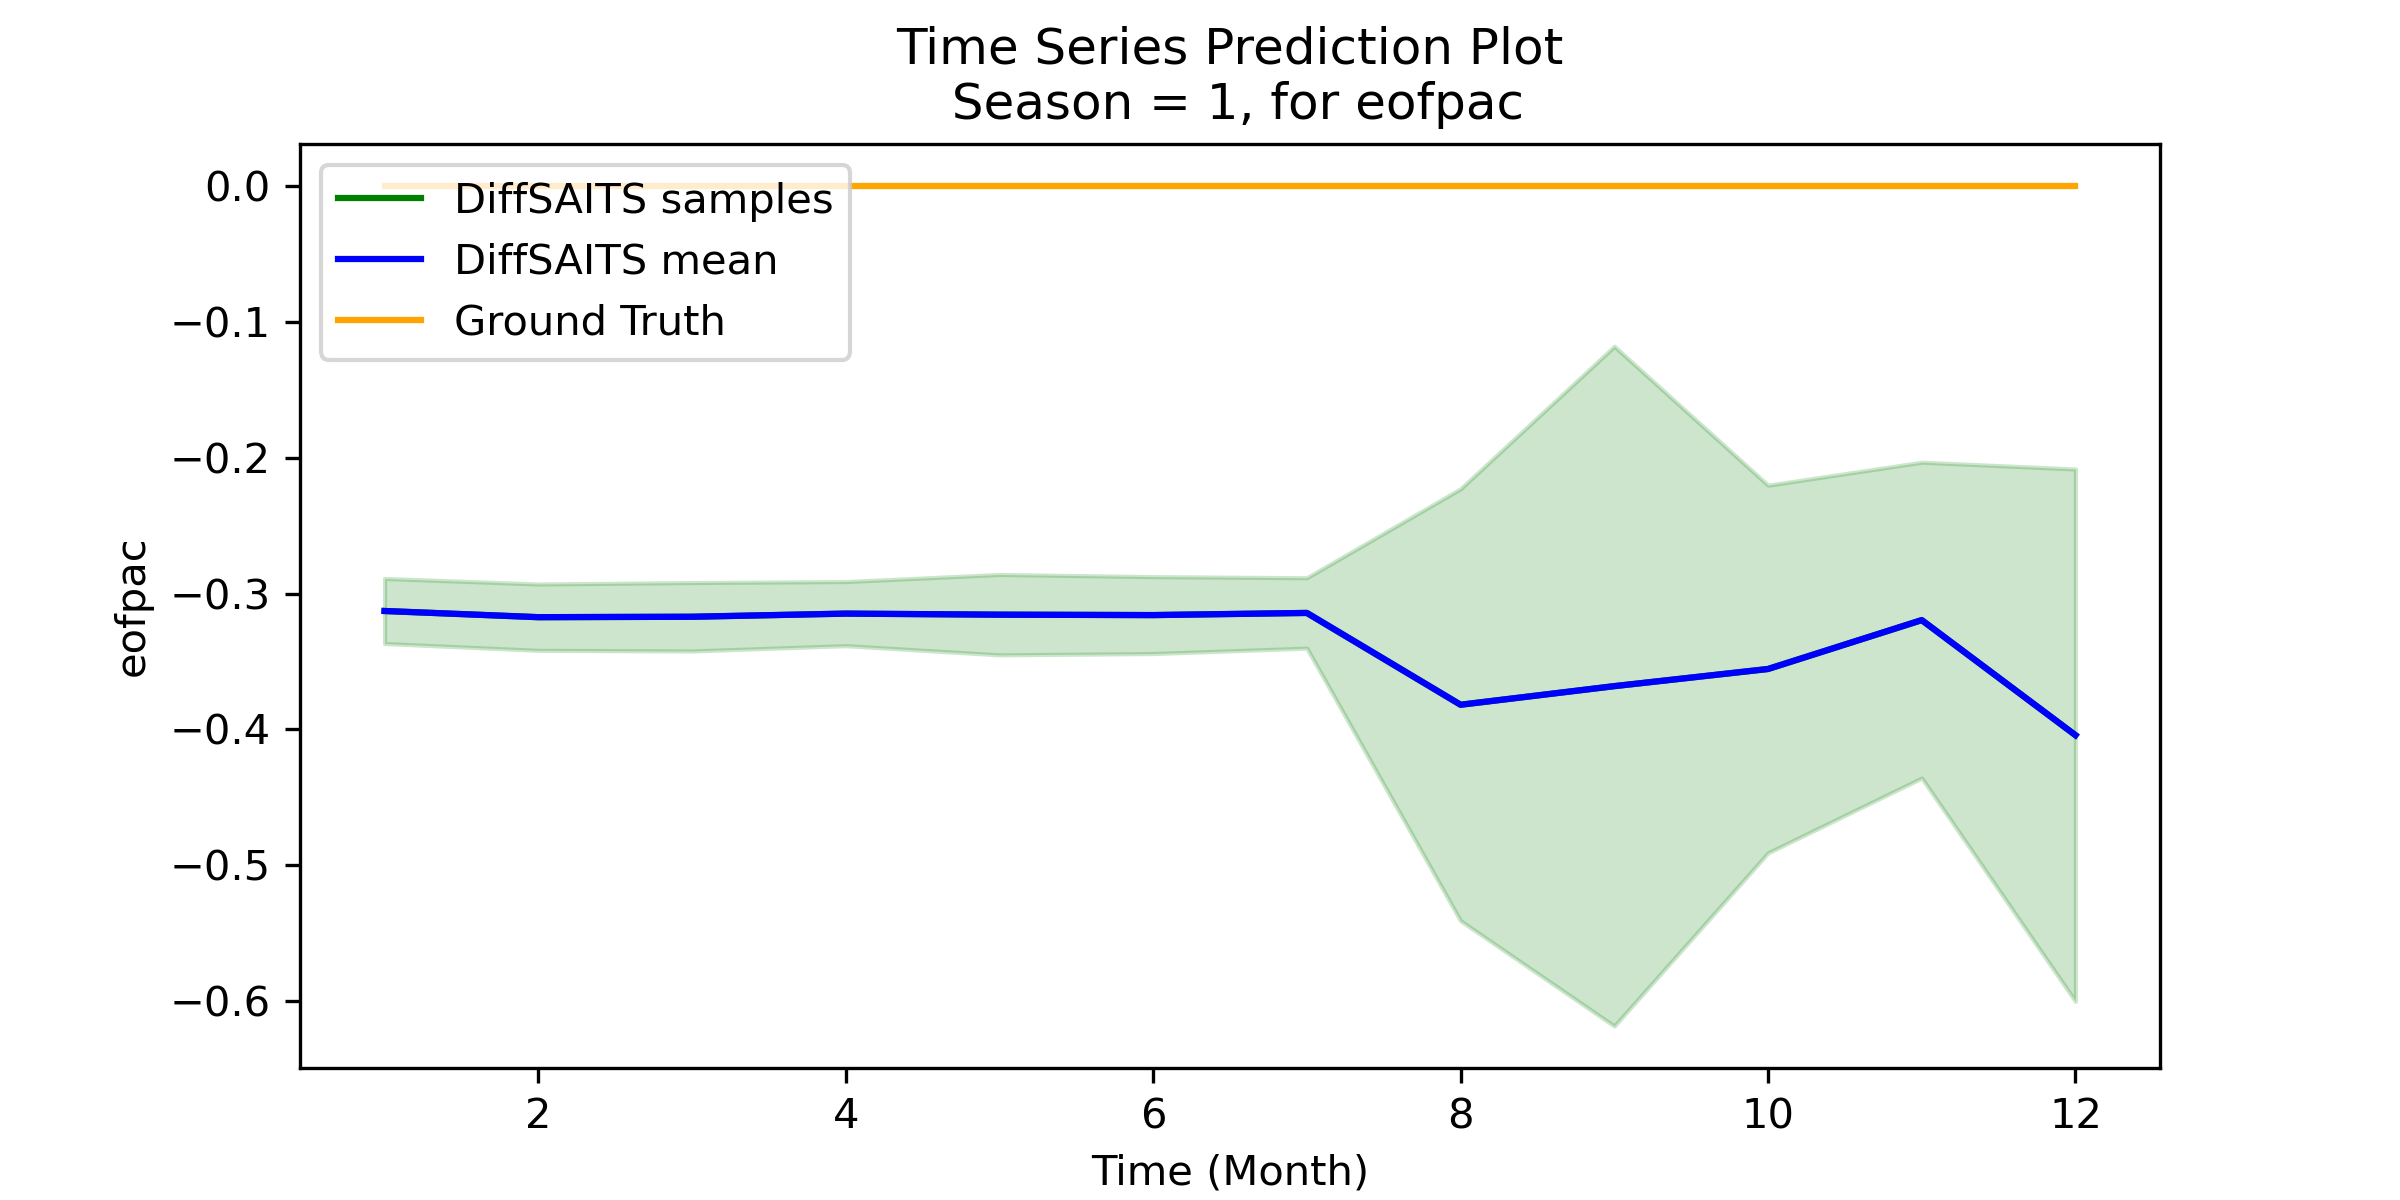 Time Series Prediction Plot
Season = 1, for eofpac
DiffSAITS samples
DiffSAITS mean
Ground Truth
0.0
−0.1
−0.2
−0.3
−0.4
−0.5
−0.6
eofpac
2 4 6 8 10 12
Time (Month)